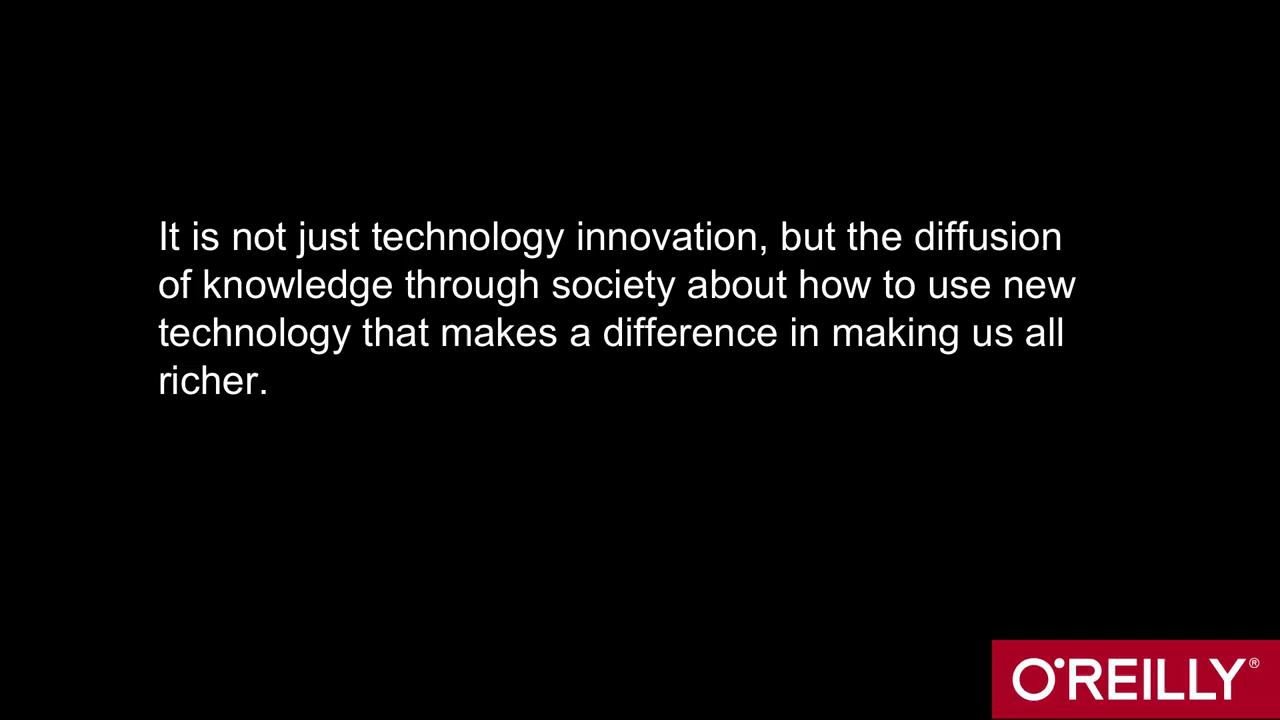 It is not just technology innovation, but the diffusion
of knowledge through society about how to use new
technology that makes a difference in making us all
richer.
O'REILLY®